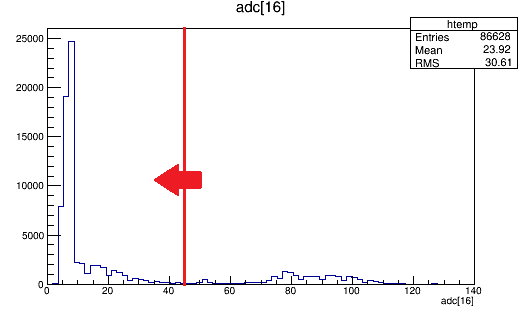 adc[16]
htemp
Entries 86628
Mean 23.92
RMS 30.61
25000
20000
15000
10000
5000
0
0 20 40 60 80 100 120 140
adc[16]